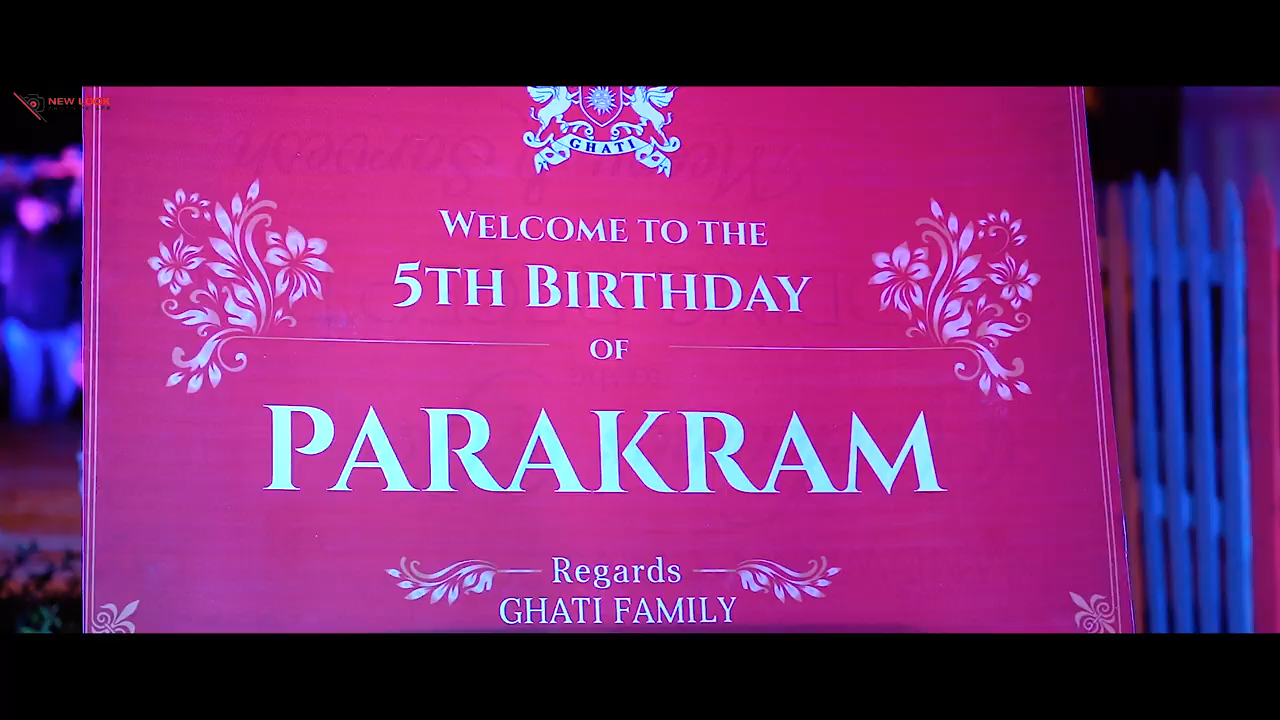 NEW LOOK
GHATI
WELCOME TO THE
5TH BIRTHDAY
OF
PARAKRAM
Regards
GHATI FAMILY